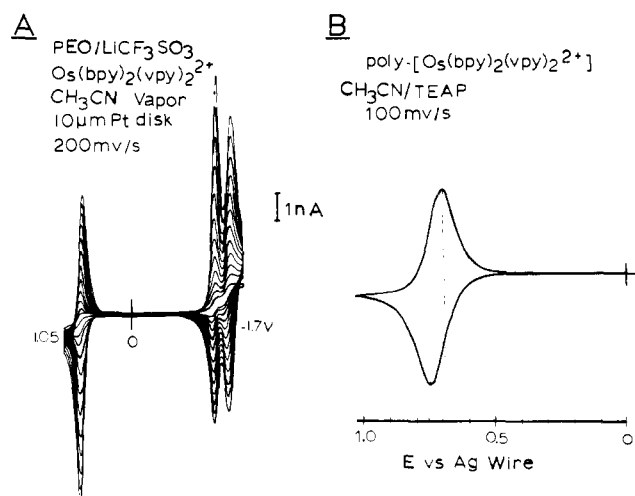 A
PEO/LiCF3SO3
Os(bpy)2(vpy)2 2+
CH3CN Vapor
10μm Pt disk
200mv/s
1nA
1.05
0
-1.7V
B
poly-[Os(bpy)2(vpy)2 2+]
CH3CN/TEAP
100mv/s
1.0
0.5
0
E vs Ag Wire